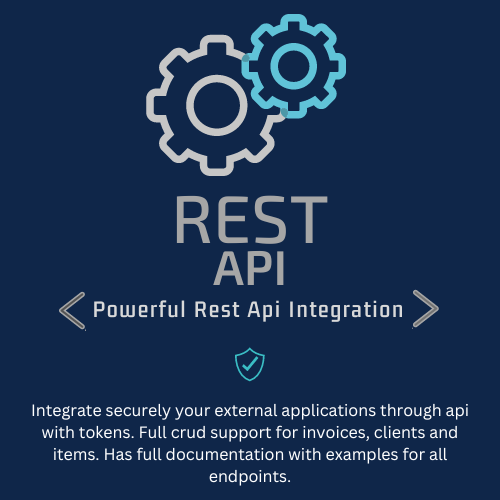 REST
API
Powerful Rest Api Integration
Integrate securely your external applications through api
with tokens. Full crud support for invoices, clients and
items. Has full documentation with examples for all
endpoints.